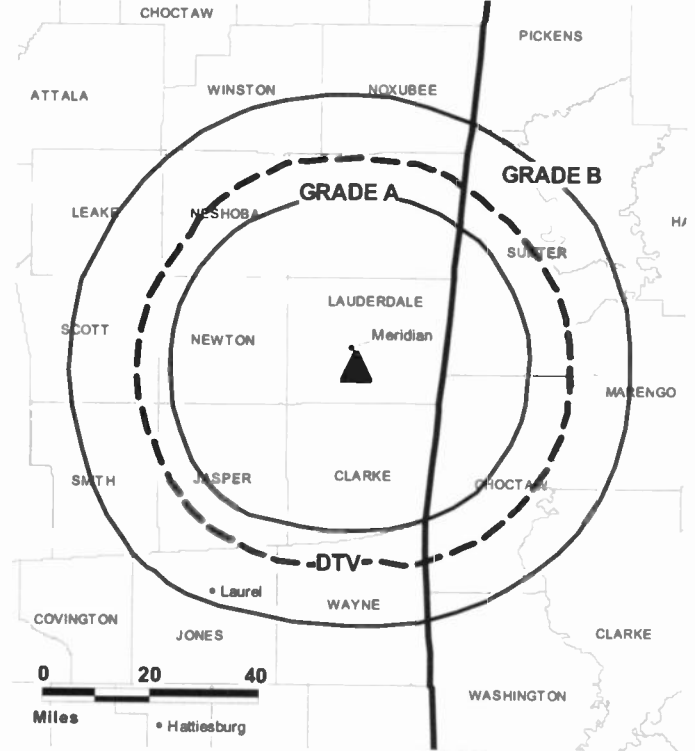 CHOCTAW
PICKENS
ATTALA
WINSTON
NOXUBEE
GRADE B
GRADE A
LEAKE
NESHOBA
SUMTER
LAUDERDALE
SCOTT
NEWTON
Meridian
MARENGO
SMITH
JASPER
CLARKE
CHOCTAW
DTV
Laurel
WAYNE
COVINGTON
JONES
CLARKE
0 20 40
Miles
WASHINGTON
Hattiesburg